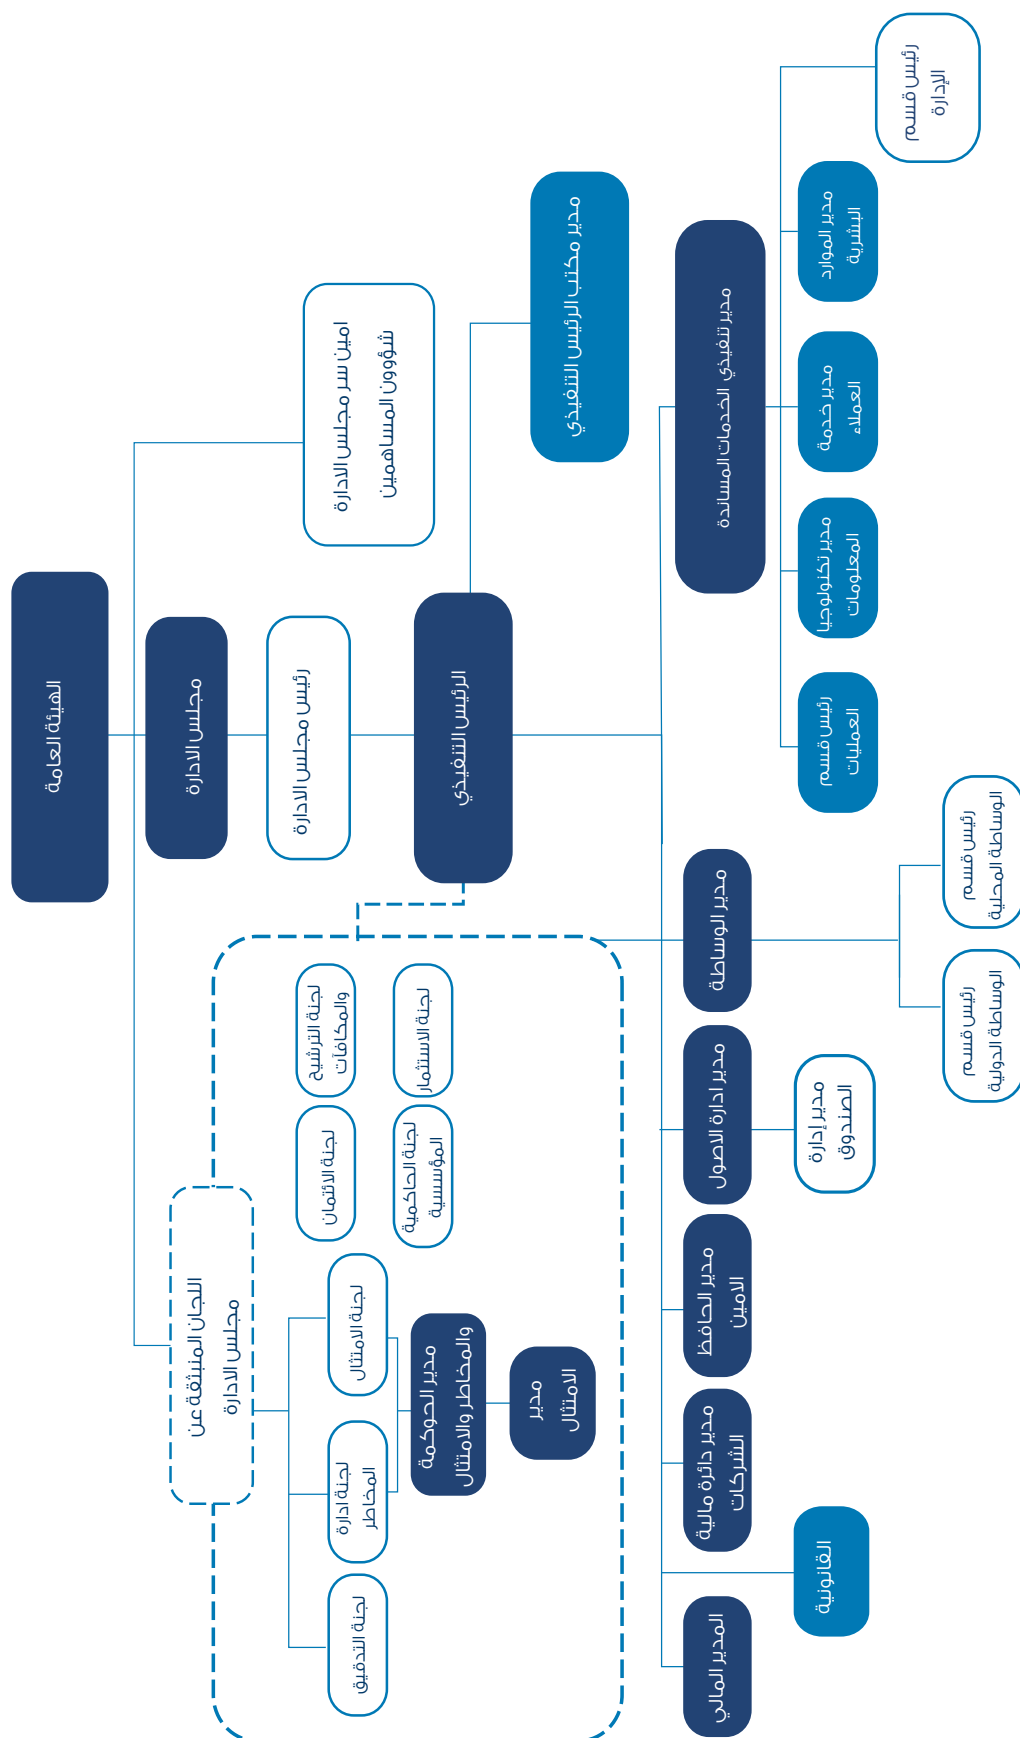 الهيئة العامة
مجلس الادارة
رئيس مجلس الادارة
امين سر مجلس الادارة
شؤوون المساهمين
الرئيس التنفيذي
مدير مكتب الرئيس التنفيذي
اللجان المنبثقة عن
مجلس الادارة
لجنة الترشيح
والمكافآت
لجنة الاستثمار
لجنة الائتمان
لجنة الحاكمية
المؤسسية
لجنة الامتثال
لجنة ادارة
المخاطر
لجنة التدقيق
مدير الحوكمة
والمخاطر والامتثال
مدير
الامتثال
مدير تنفيذي الخدمات المساندة
رئيس قسم
الإدارة
مدير الموارد
البشرية
مدير خدمة
العملاء
مدير تكنولوجيا
المعلومات
رئيس قسم
العمليات
مدير الوساطة
رئيس قسم
الوساطة المحلية
رئيس قسم
الوساطة الدولية
مدير ادارة الاصول
مدير إدارة
الصندوق
مدير الحافظ
الامين
مدير دائرة مالية
الشركات
القانونية
المدير المالي